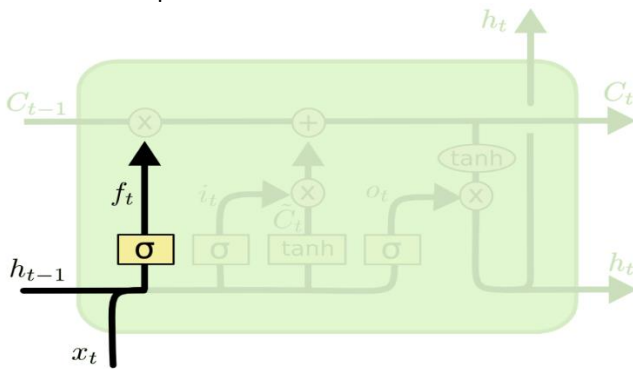 h_t
C_{t-1} × + C_t
tanh
f_t i_t × o_t ×
C̃_t
σ σ tanh σ
h_{t-1} h_t
x_t